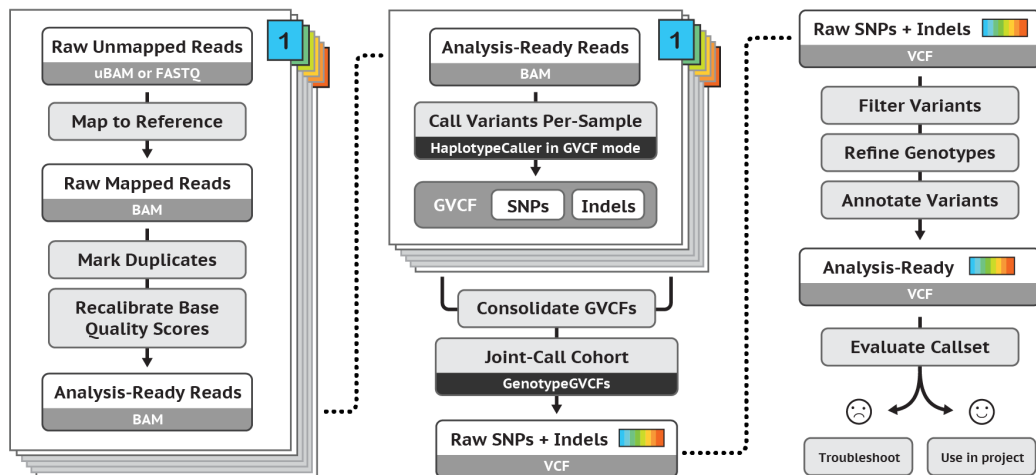 1
Raw Unmapped Reads
uBAM or FASTQ
Map to Reference
Raw Mapped Reads
BAM
Mark Duplicates
Recalibrate Base
Quality Scores
Analysis-Ready Reads
BAM
1
Analysis-Ready Reads
BAM
Call Variants Per-Sample
HaplotypeCaller in GVCF mode
GVCF SNPs Indels
Consolidate GVCFs
Joint-Call Cohort
GenotypeGVCFs
Raw SNPs + Indels
VCF
Raw SNPs + Indels
VCF
Filter Variants
Refine Genotypes
Annotate Variants
Analysis-Ready
VCF
Evaluate Callset
Troubleshoot
Use in project